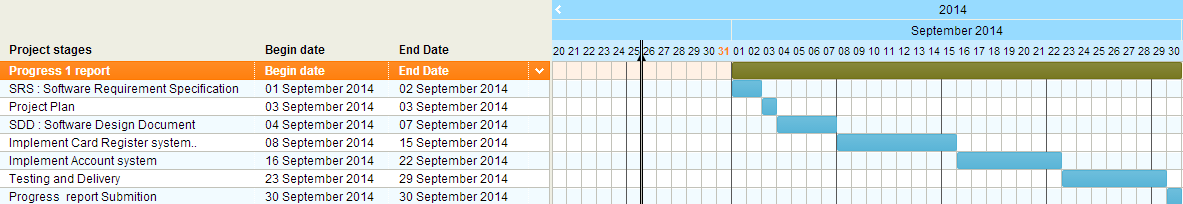 2014
September 2014
Project stages Begin date End Date 20 21 22 23 24 25 26 27 28 29 30 31 01 02 03 04 05 06 07 08 09 10 11 12 13 14 15 16 17 18 19 20 21 22 23 24 25 26 27 28 29 30
Progress 1 report Begin date End Date
SRS : Software Requirement Specification 01 September 2014 02 September 2014
Project Plan 03 September 2014 03 September 2014
SDD : Software Design Document 04 September 2014 07 September 2014
Implement Card Register system.. 08 September 2014 15 September 2014
Implement Account system 16 September 2014 22 September 2014
Testing and Delivery 23 September 2014 29 September 2014
Progress report Submition 30 September 2014 30 September 2014